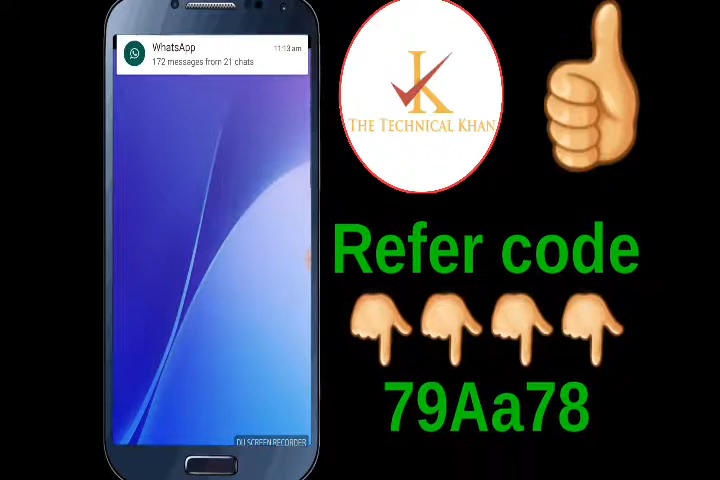 WhatsApp
11:13 am
172 messages from 21 chats
THE TECHNICAL KHAN
Refer code
79Aa78
DU SCREEN RECORDER